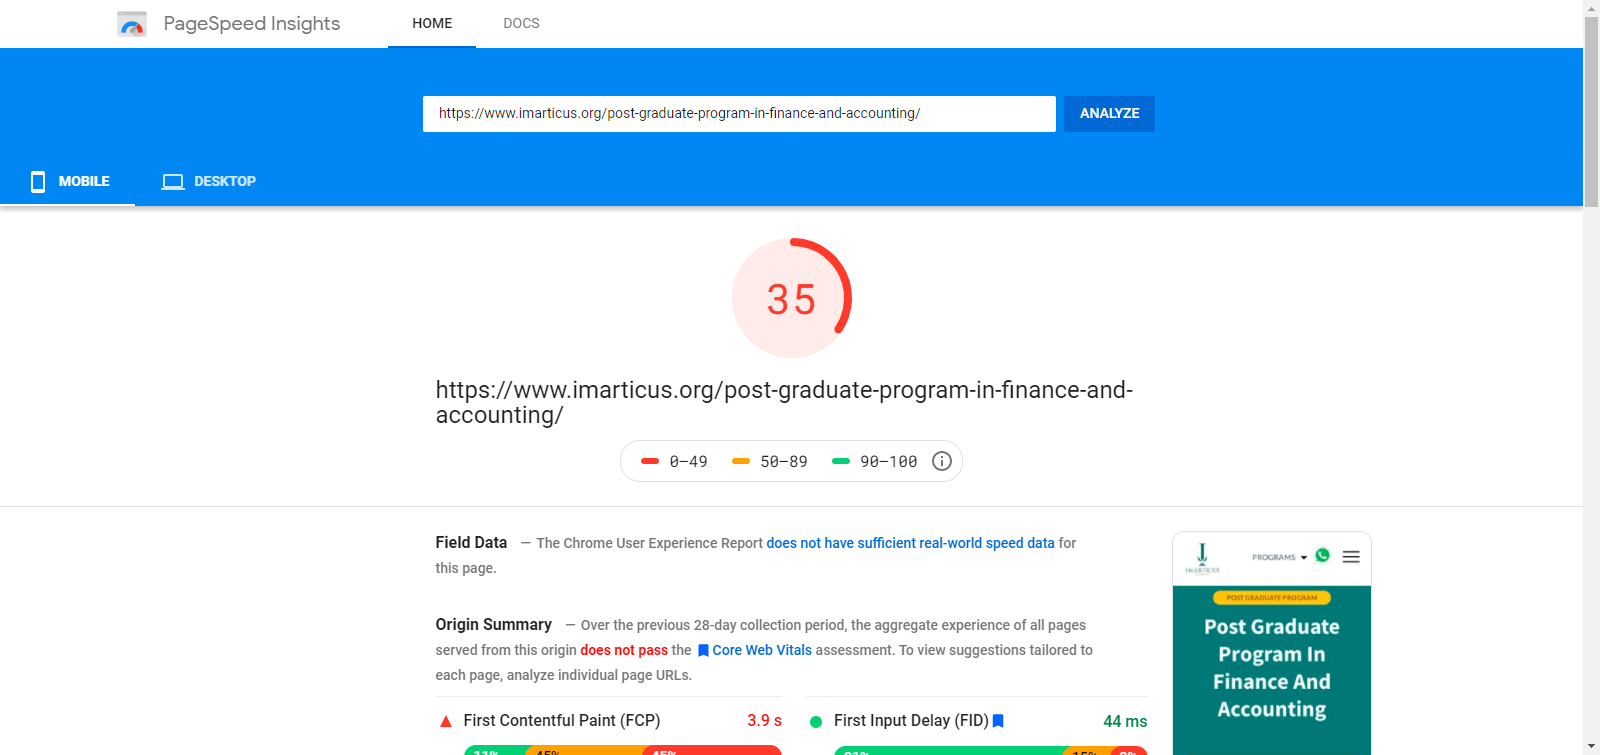 PageSpeed Insights
HOME
DOCS
https://www.imarticus.org/post-graduate-program-in-finance-and-accounting/
ANALYZE
MOBILE
DESKTOP
35
https://www.imarticus.org/post-graduate-program-in-finance-and-
accounting/
0–49
50–89
90–100
Field Data — The Chrome User Experience Report does not have sufficient real-world speed data for
this page.
Origin Summary — Over the previous 28-day collection period, the aggregate experience of all pages
served from this origin does not pass the Core Web Vitals assessment. To view suggestions tailored to
each page, analyze individual page URLs.
First Contentful Paint (FCP) 3.9 s
First Input Delay (FID) 44 ms
IMARTICUS
PROGRAMS
POST GRADUATE PROGRAM
Post Graduate
Program In
Finance And
Accounting